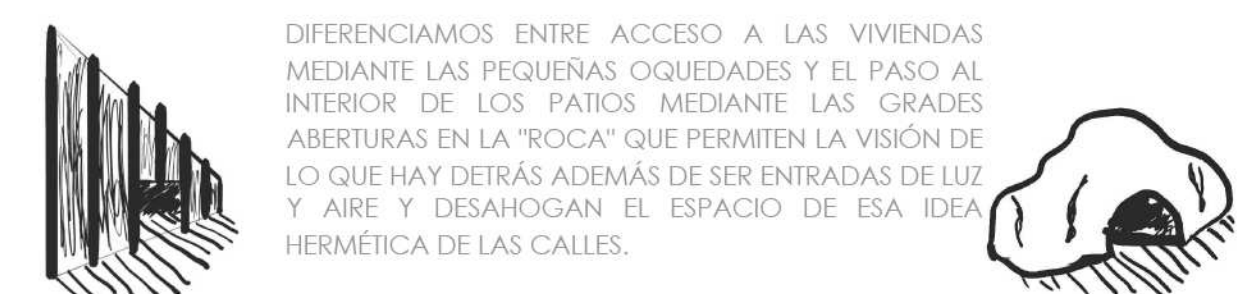 DIFERENCIAMOS ENTRE ACCESO A LAS VIVIENDAS
MEDIANTE LAS PEQUEÑAS OQUEDADES Y EL PASO AL
INTERIOR DE LOS PATIOS MEDIANTE LAS GRADES
ABERTURAS EN LA "ROCA" QUE PERMITEN LA VISIÓN DE
LO QUE HAY DETRÁS ADEMÁS DE SER ENTRADAS DE LUZ
Y AIRE Y DESAHOGAN EL ESPACIO DE ESA IDEA
HERMÉTICA DE LAS CALLES.